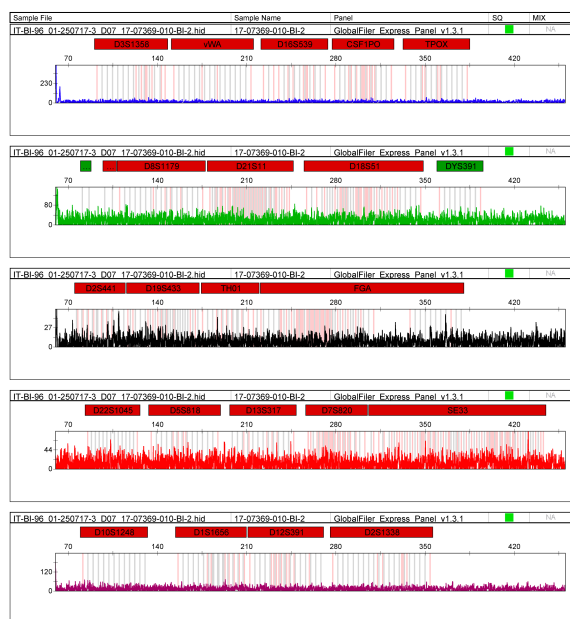 Sample File Sample Name Panel SQ MIX
IT-BI-96_01-250717-3_D07_17-07369-010-BI-2.hid 17-07369-010-BI-2 GlobalFiler_Express_Panel_v1.3.1 NA
D3S1358 vWA D16S539 CSF1PO TPOX
70 140 210 280 350 420
230
0
IT-BI-96_01-250717-3_D07_17-07369-010-BI-2.hid 17-07369-010-BI-2 GlobalFiler_Express_Panel_v1.3.1 NA
D8S1179 D21S11 D18S51 DYS391
70 140 210 280 350 420
80
0
IT-BI-96_01-250717-3_D07_17-07369-010-BI-2.hid 17-07369-010-BI-2 GlobalFiler_Express_Panel_v1.3.1 NA
D2S441 D19S433 TH01 FGA
70 140 210 280 350 420
27
0
IT-BI-96_01-250717-3_D07_17-07369-010-BI-2.hid 17-07369-010-BI-2 GlobalFiler_Express_Panel_v1.3.1 NA
D22S1045 D5S818 D13S317 D7S820 SE33
70 140 210 280 350 420
44
0
IT-BI-96_01-250717-3_D07_17-07369-010-BI-2.hid 17-07369-010-BI-2 GlobalFiler_Express_Panel_v1.3.1 NA
D10S1248 D1S1656 D12S391 D2S1338
70 140 210 280 350 420
120
0